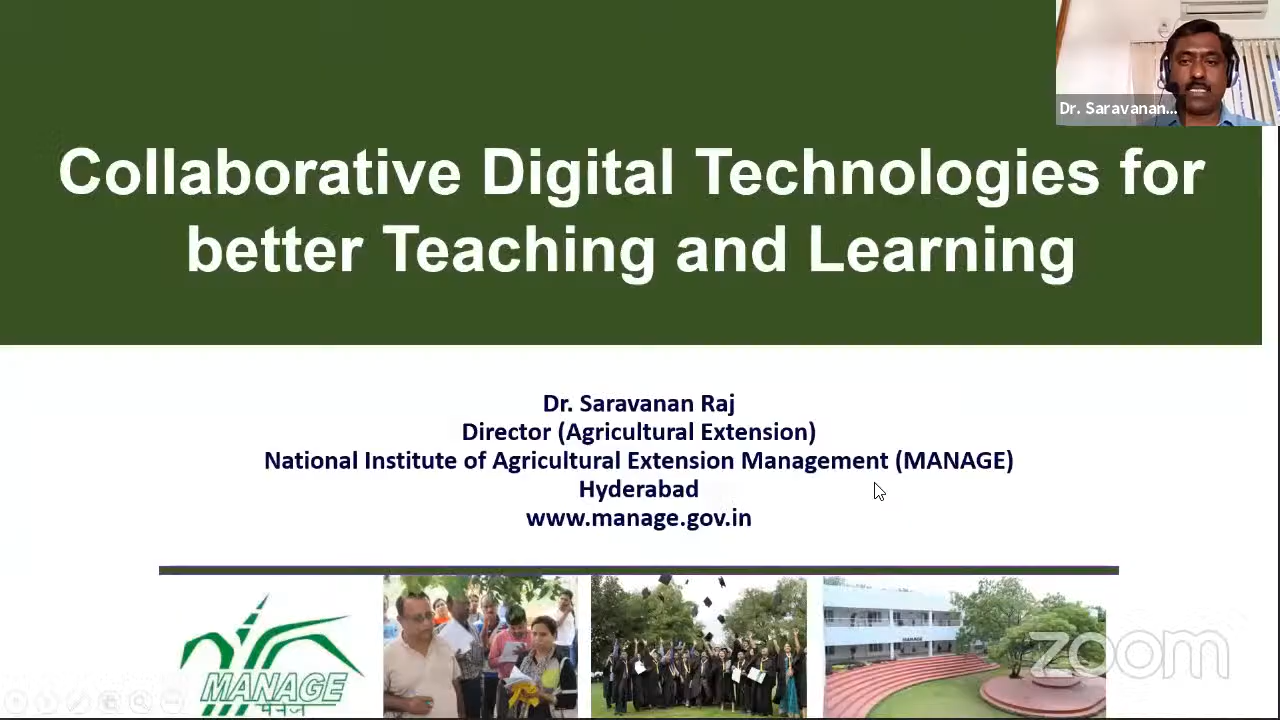 Dr. Saravanan...
Collaborative Digital Technologies for
better Teaching and Learning
Dr. Saravanan Raj
Director (Agricultural Extension)
National Institute of Agricultural Extension Management (MANAGE)
Hyderabad
www.manage.gov.in
MANAGE
मैनेज
MANAGE
zoom